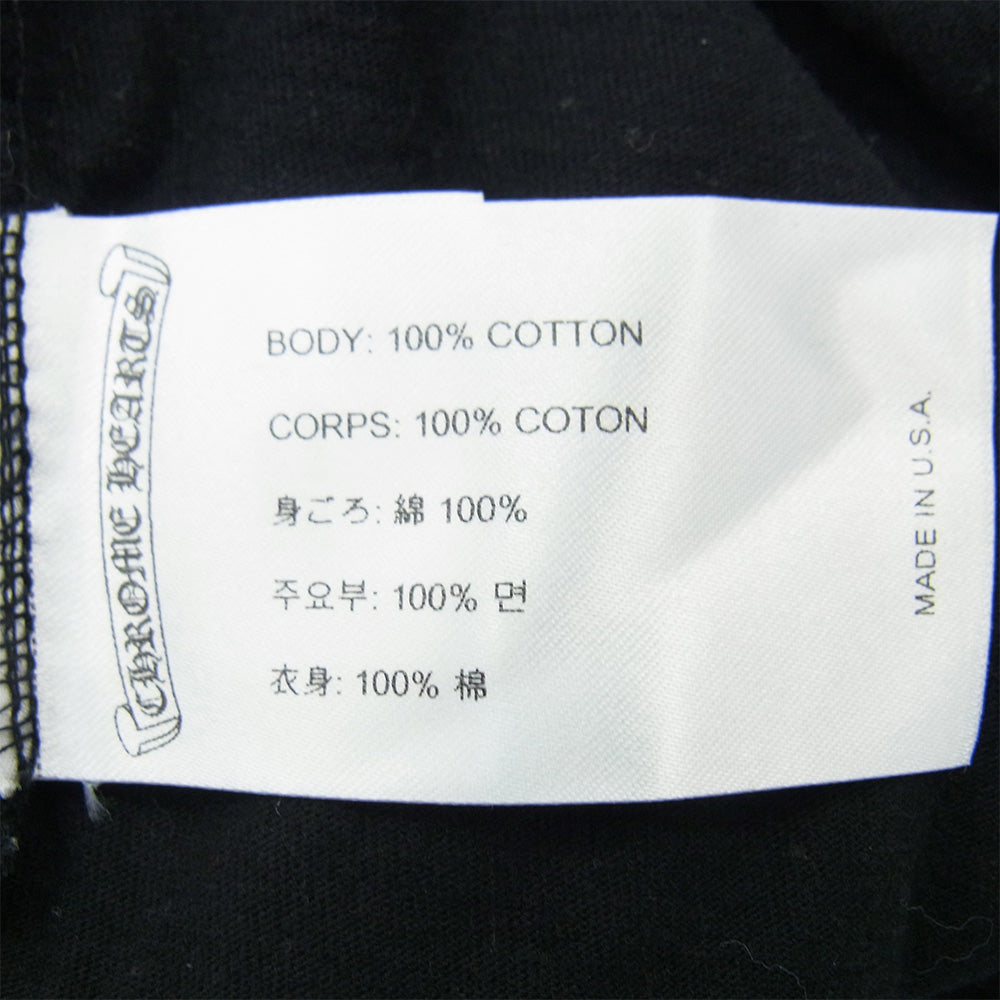 CHROME HEARTS
BODY: 100% COTTON
CORPS: 100% COTON
身ごろ: 綿 100%
주요부: 100% 면
衣身: 100% 棉
MADE IN U.S.A.